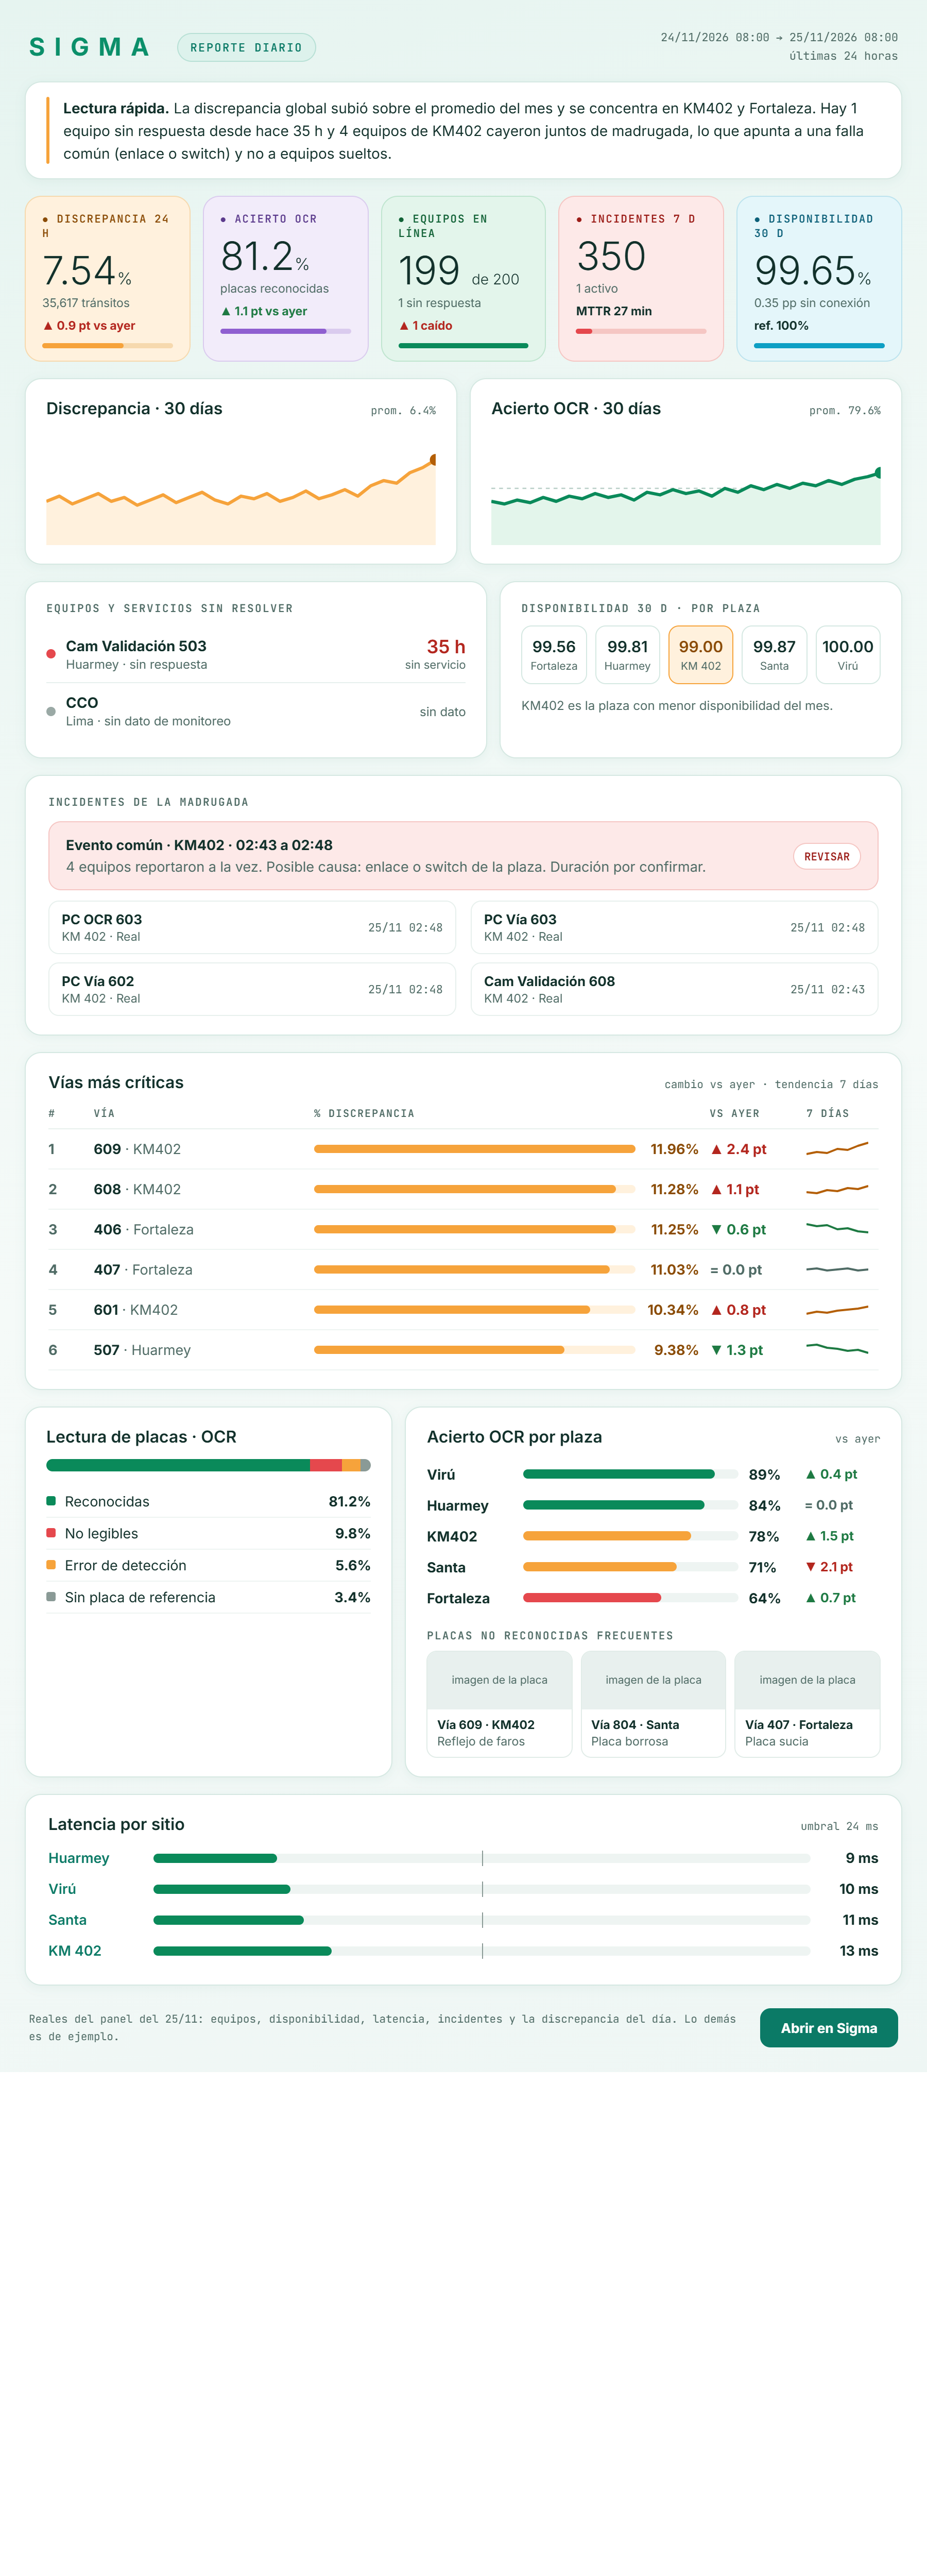 SIGMA
REPORTE DIARIO
24/11/2026 08:00 → 25/11/2026 08:00
últimas 24 horas
Lectura rápida. La discrepancia global subió sobre el promedio del mes y se concentra en KM402 y Fortaleza. Hay 1
equipo sin respuesta desde hace 35 h y 4 equipos de KM402 cayeron juntos de madrugada, lo que apunta a una falla
común (enlace o switch) y no a equipos sueltos.
● DISCREPANCIA 24
H
7.54%
35,617 tránsitos
▲ 0.9 pt vs ayer
● ACIERTO OCR
81.2%
placas reconocidas
▲ 1.1 pt vs ayer
● EQUIPOS EN
LÍNEA
199 de 200
1 sin respuesta
▲ 1 caído
● INCIDENTES 7 D
350
1 activo
MTTR 27 min
● DISPONIBILIDAD
30 D
99.65%
0.35 pp sin conexión
ref. 100%
Discrepancia · 30 días
prom. 6.4%
Acierto OCR · 30 días
prom. 79.6%
EQUIPOS Y SERVICIOS SIN RESOLVER
Cam Validación 503
Huarmey · sin respuesta
35 h
sin servicio
CCO
Lima · sin dato de monitoreo
sin dato
DISPONIBILIDAD 30 D · POR PLAZA
99.56
Fortaleza
99.81
Huarmey
99.00
KM 402
99.87
Santa
100.00
Virú
KM402 es la plaza con menor disponibilidad del mes.
INCIDENTES DE LA MADRUGADA
Evento común · KM402 · 02:43 a 02:48
4 equipos reportaron a la vez. Posible causa: enlace o switch de la plaza. Duración por confirmar.
REVISAR
PC OCR 603
KM 402 · Real
25/11 02:48
PC Vía 603
KM 402 · Real
25/11 02:48
PC Vía 602
KM 402 · Real
25/11 02:48
Cam Validación 608
KM 402 · Real
25/11 02:43
Vías más críticas
cambio vs ayer · tendencia 7 días
# VÍA % DISCREPANCIA VS AYER 7 DÍAS
1 609 · KM402 11.96% ▲ 2.4 pt
2 608 · KM402 11.28% ▲ 1.1 pt
3 406 · Fortaleza 11.25% ▼ 0.6 pt
4 407 · Fortaleza 11.03% = 0.0 pt
5 601 · KM402 10.34% ▲ 0.8 pt
6 507 · Huarmey 9.38% ▼ 1.3 pt
Lectura de placas · OCR
Reconocidas 81.2%
No legibles 9.8%
Error de detección 5.6%
Sin placa de referencia 3.4%
Acierto OCR por plaza
vs ayer
Virú 89% ▲ 0.4 pt
Huarmey 84% = 0.0 pt
KM402 78% ▲ 1.5 pt
Santa 71% ▼ 2.1 pt
Fortaleza 64% ▲ 0.7 pt
PLACAS NO RECONOCIDAS FRECUENTES
imagen de la placa
Vía 609 · KM402
Reflejo de faros
imagen de la placa
Vía 804 · Santa
Placa borrosa
imagen de la placa
Vía 407 · Fortaleza
Placa sucia
Latencia por sitio
umbral 24 ms
Huarmey 9 ms
Virú 10 ms
Santa 11 ms
KM 402 13 ms
Reales del panel del 25/11: equipos, disponibilidad, latencia, incidentes y la discrepancia del día. Lo demás
es de ejemplo.
Abrir en Sigma